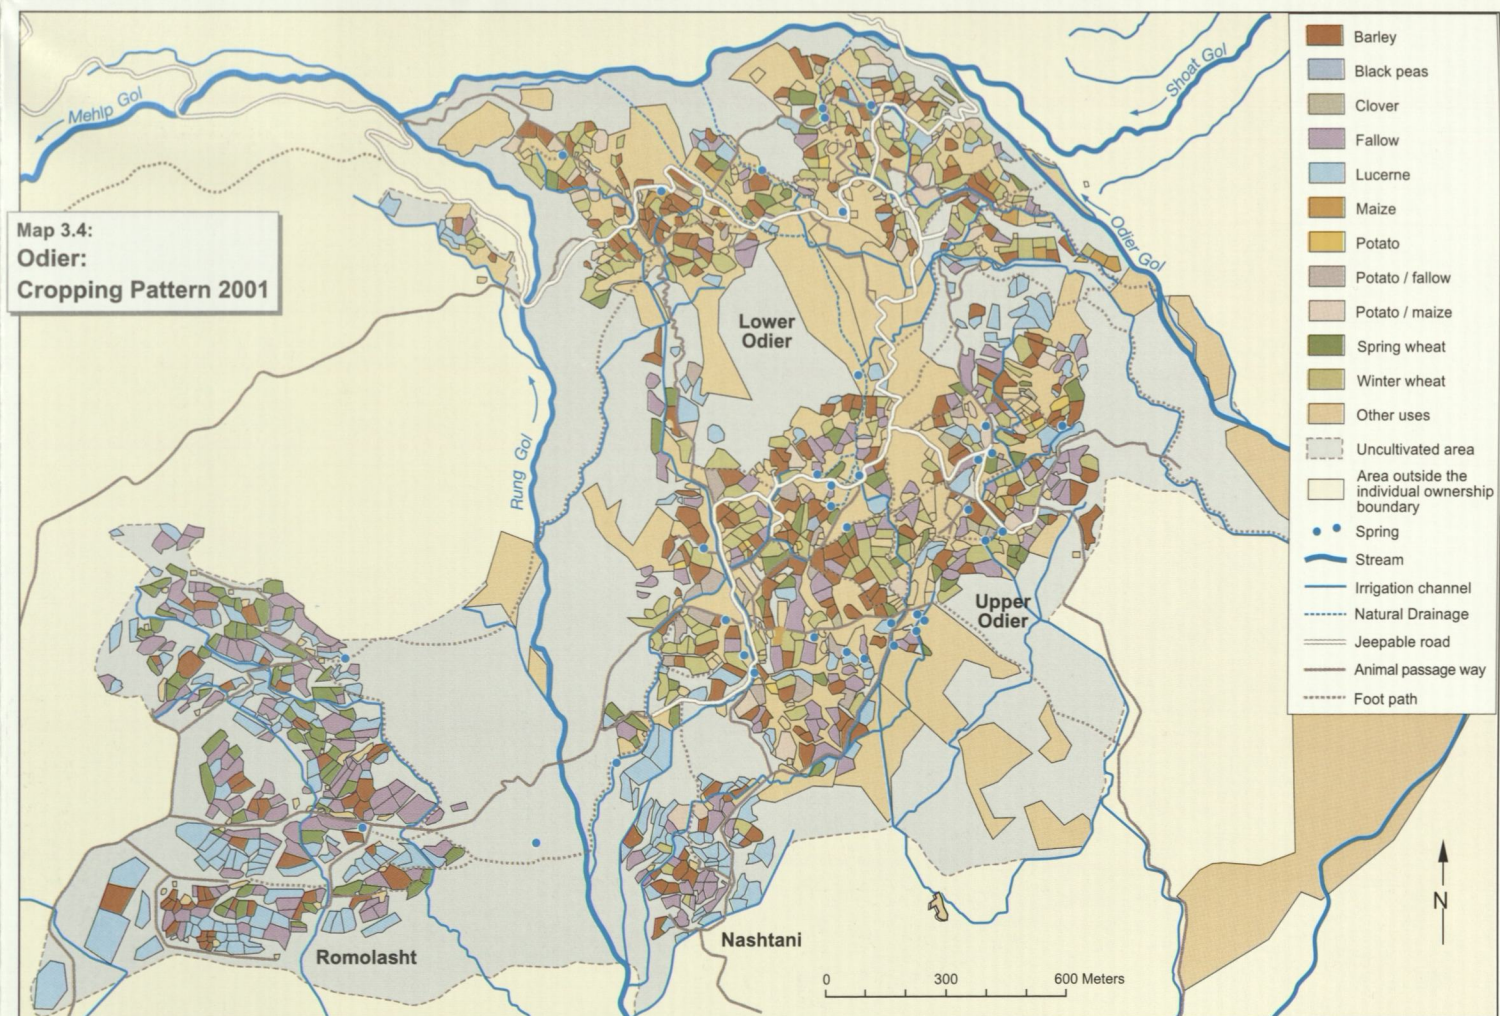 Map 3.4:
Odier:
Cropping Pattern 2001
Mehlp Gol
Shoat Gol
Odier Gol
Rung Gol
Lower
Odier
Upper
Odier
Romolasht
Nashtani
Barley
Black peas
Clover
Fallow
Lucerne
Maize
Potato
Potato / fallow
Potato / maize
Spring wheat
Winter wheat
Other uses
Uncultivated area
Area outside the
individual ownership
boundary
Spring
Stream
Irrigation channel
Natural Drainage
Jeepable road
Animal passage way
Foot path
N
0 300 600 Meters